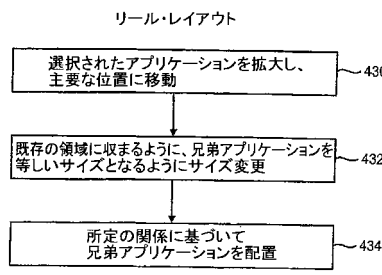 リール・レイアウト
選択されたアプリケーションを拡大し、
主要な位置に移動
430
既存の領域に収まるように、兄弟アプリケーションを
等しいサイズとなるようにサイズ変更
432
所定の関係に基づいて
兄弟アプリケーションを配置
434